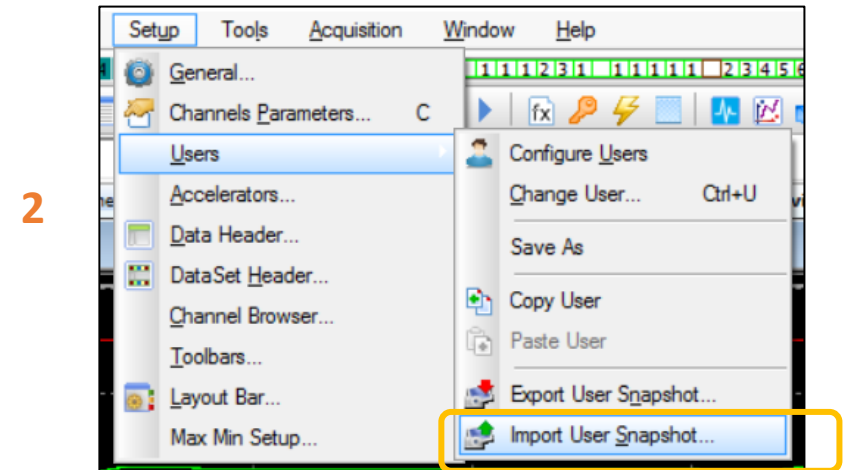 Setup Tools Acquisition Window Help
General...
1 1 1 2 3 1 1 1 1 1 1 2 3 4 5 6
Channels Parameters... C
fx
Users
Configure Users
2
Accelerators...
Change User... Ctrl+U
Data Header...
Save As
DataSet Header...
Copy User
Channel Browser...
Paste User
Toolbars...
Layout Bar...
Export User Snapshot...
Max Min Setup...
Import User Snapshot...